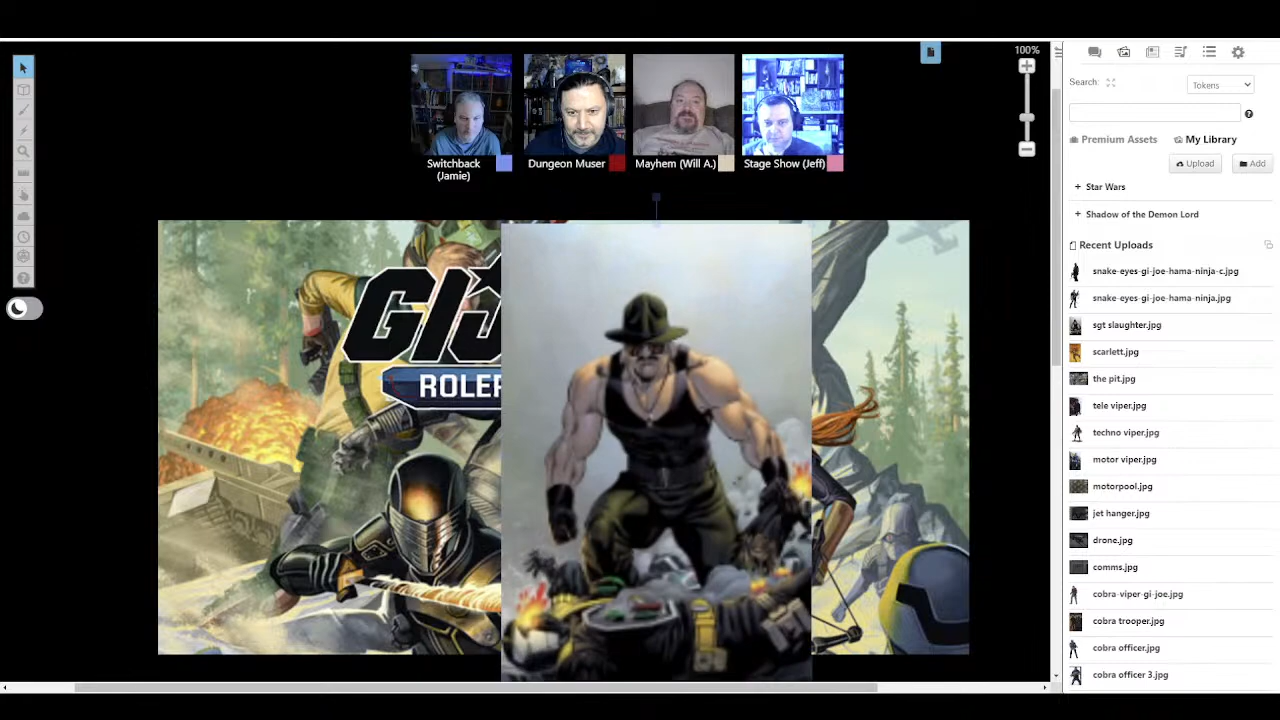 100%
Search:
Tokens
Premium Assets
My Library
Upload
Add
+ Star Wars
+ Shadow of the Demon Lord
Recent Uploads
snake-eyes-gi-joe-hama-ninja-c.jpg
snake-eyes-gi-joe-hama-ninja.jpg
sgt slaughter.jpg
scarlett.jpg
the pit.jpg
tele viper.jpg
techno viper.jpg
motor viper.jpg
motorpool.jpg
jet hanger.jpg
drone.jpg
comms.jpg
cobra-viper-gi-joe.jpg
cobra trooper.jpg
cobra officer.jpg
cobra officer 3.jpg
Switchback
(Jamie)
Dungeon Muser
Mayhem (Will A.)
Stage Show (Jeff)
GI J
ROLEP